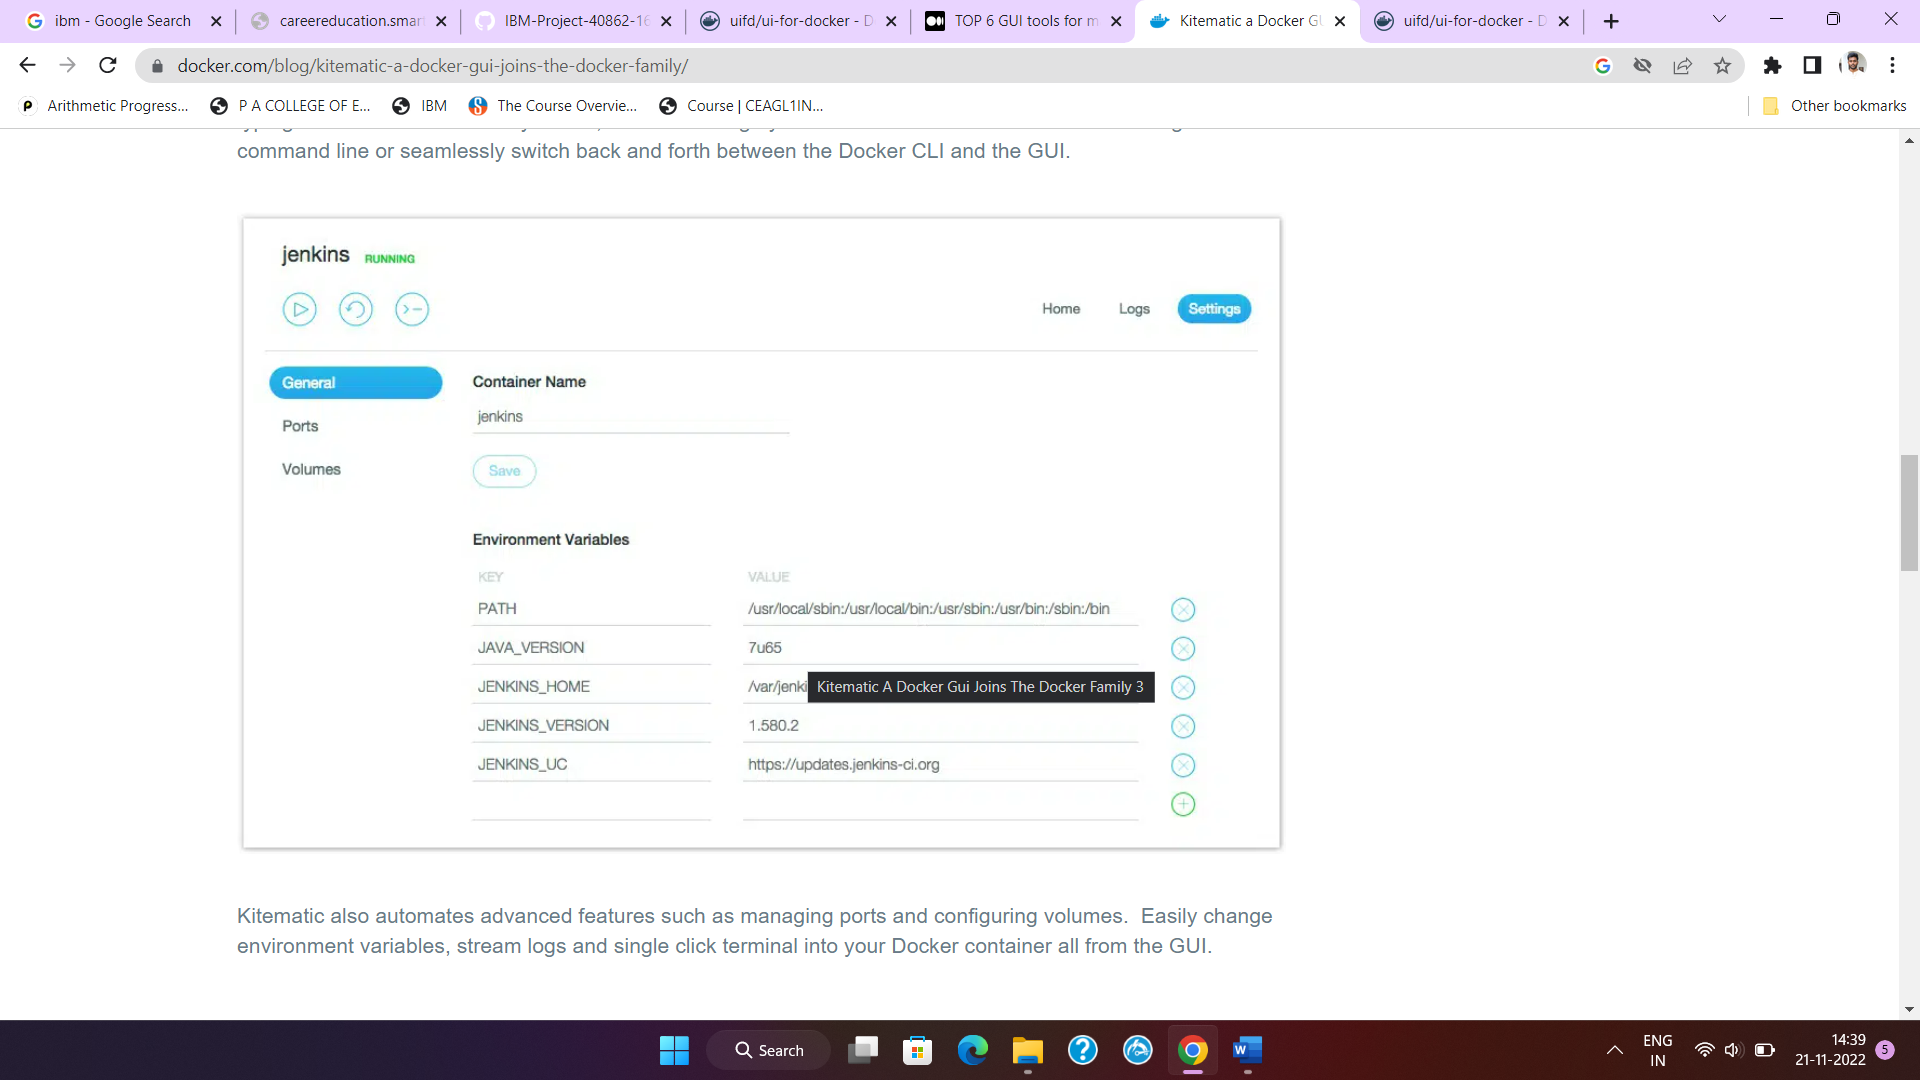 ibm - Google Search
careereducation.smar
IBM-Project-40862-16
uifd/ui-for-docker - D
TOP 6 GUI tools for m
Kitematic a Docker GU
uifd/ui-for-docker - D
docker.com/blog/kitematic-a-docker-gui-joins-the-docker-family/
Arithmetic Progress...
P A COLLEGE OF E...
IBM
The Course Overvie...
Course | CEAGL1IN...
Other bookmarks
command line or seamlessly switch back and forth between the Docker CLI and the GUI.
jenkins RUNNING
Home Logs Settings
General
Ports
Volumes
Container Name
jenkins
Save
Environment Variables
KEY VALUE
PATH /usr/local/sbin:/usr/local/bin:/usr/sbin:/usr/bin:/sbin:/bin
JAVA_VERSION 7u65
JENKINS_HOME /var/jenki
Kitematic A Docker Gui Joins The Docker Family 3
JENKINS_VERSION 1.580.2
JENKINS_UC https://updates.jenkins-ci.org
Kitematic also automates advanced features such as managing ports and configuring volumes. Easily change
environment variables, stream logs and single click terminal into your Docker container all from the GUI.
Search
ENG
IN
14:39
21-11-2022
5